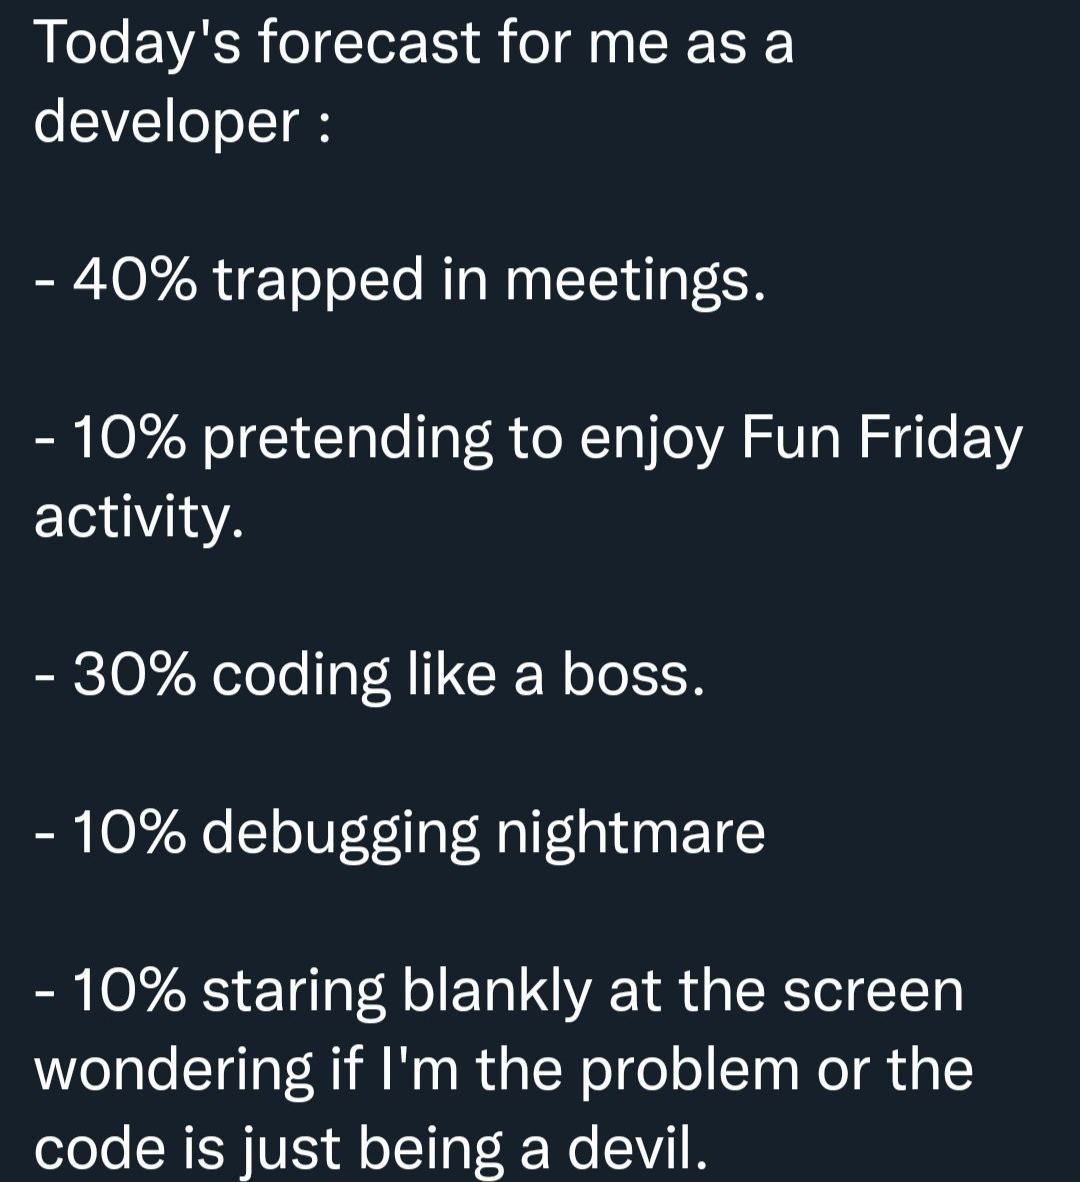 Today's forecast for me as a
developer :
- 40% trapped in meetings.
- 10% pretending to enjoy Fun Friday
activity.
- 30% coding like a boss.
- 10% debugging nightmare
- 10% staring blankly at the screen
wondering if I'm the problem or the
code is just being a devil.